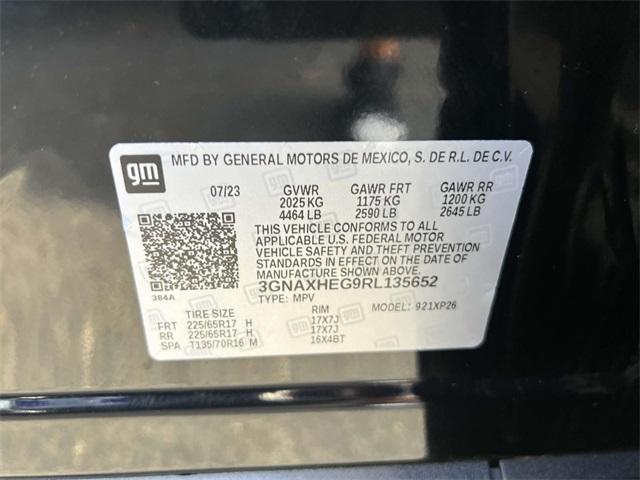 gm MFD BY GENERAL MOTORS DE MEXICO, S. DE R.L. DE C.V.
07/23 GVWR GAWR FRT GAWR RR
2025 KG 1175 KG 1200 KG
4464 LB 2590 LB 2645 LB
THIS VEHICLE CONFORMS TO ALL
APPLICABLE U.S. FEDERAL MOTOR
VEHICLE SAFETY, BUMPER, AND
THEFT PREVENTION STANDARDS IN
EFFECT ON THE DATE OF
MANUFACTURE SHOWN ABOVE.
3GNAXHEG9RL135652
384A TYPE: MPV MODEL: 921XP26
TIRE SIZE RIM
FRT 225/65R17 H 17X7J
RR 225/65R17 H 17X7J
SPA T135/70R16 M 16X4BT